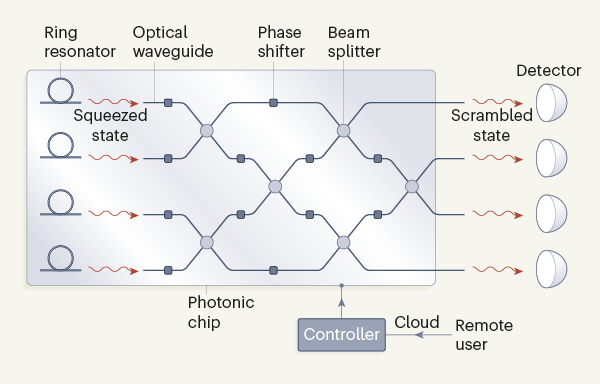 Ring
resonator
Optical
waveguide
Phase
shifter
Beam
splitter
Detector
Squeezed
state
Scrambled
state
Photonic
chip
Controller
Cloud
Remote
user